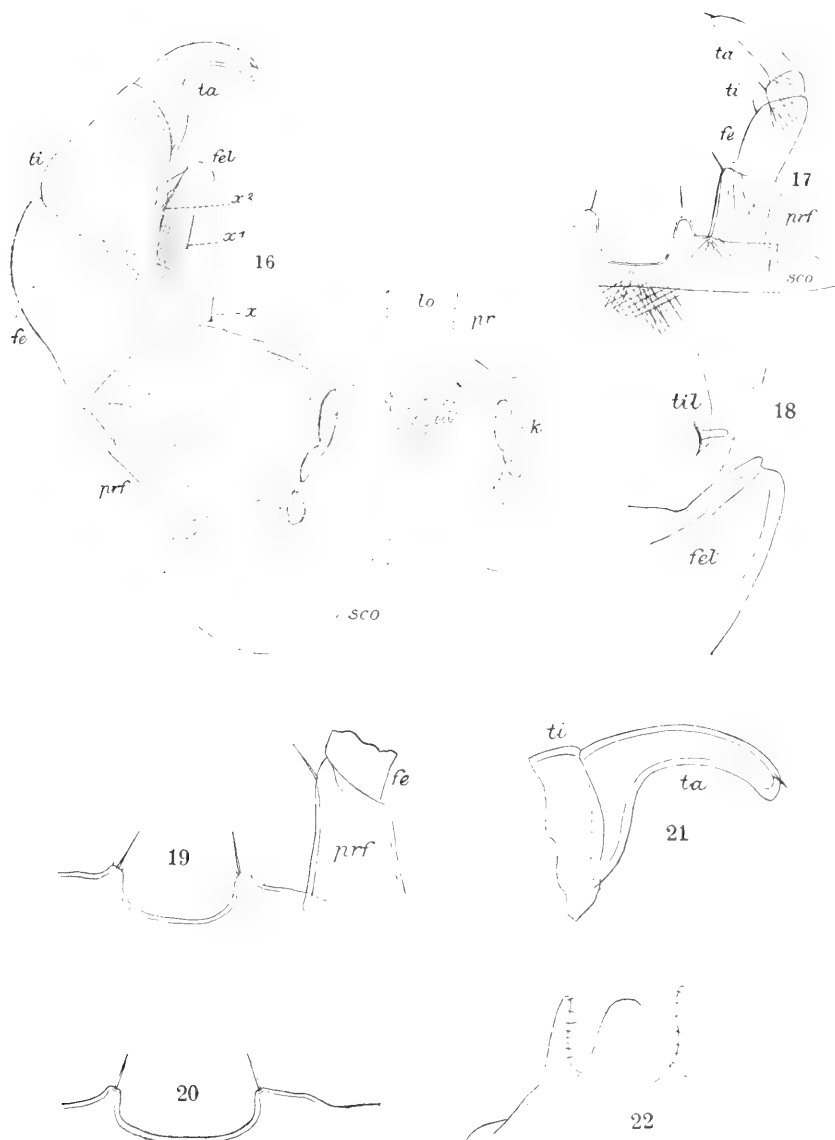 ta
ta
ti
ti
fel
fe
x²
17
x¹
prf
16
sco
lo
x
pr
fe
til
18
k
prf
fel
sco
ti
fe
ta
19
prf
21
20
22